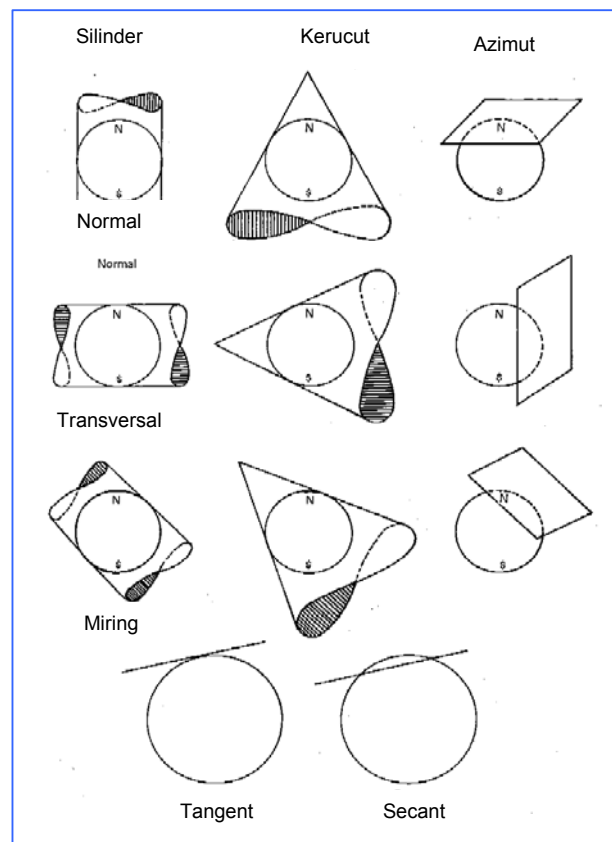 Silinder Kerucut Azimut
N N N
S S S
Normal
Normal
N N N
S S S
Transversal
N N N
S S S
Miring
Tangent Secant